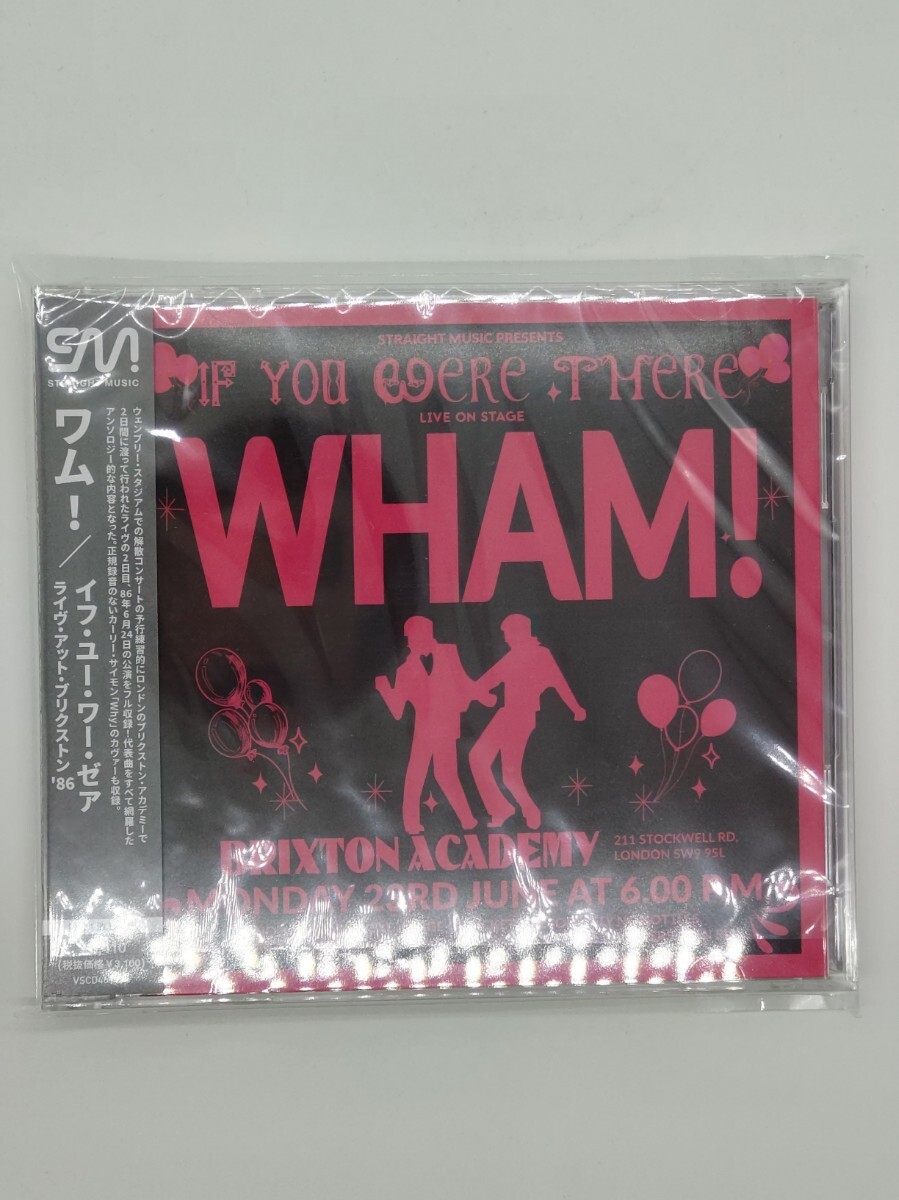 SM!
STRAIGHT MUSIC
ワム!/イフ・ユー・ワー・ゼア
ライヴ・アット・ブリクストン '86
ウェンブリー・スタジアムでの解散コンサートの予行練習的にロンドンのブリクストン・アカデミーで
2日間に渡って行われたライヴの2日目、86年6月24日の公演をフル収録!代表曲をすべて網羅した
アンソロジー的な内容となった。正規録音のないカーリー・サイモン「Why」のカヴァーも収録。
(税抜価格¥3,100)
STRAIGHT MUSIC PRESENTS
IF YOU WERE THERE
LIVE ON STAGE
WHAM!
BRIXTON ACADEMY
211 STOCKWELL RD,
LONDON SW9 9SL
MONDAY 23RD JUNE AT 6.00 P.M